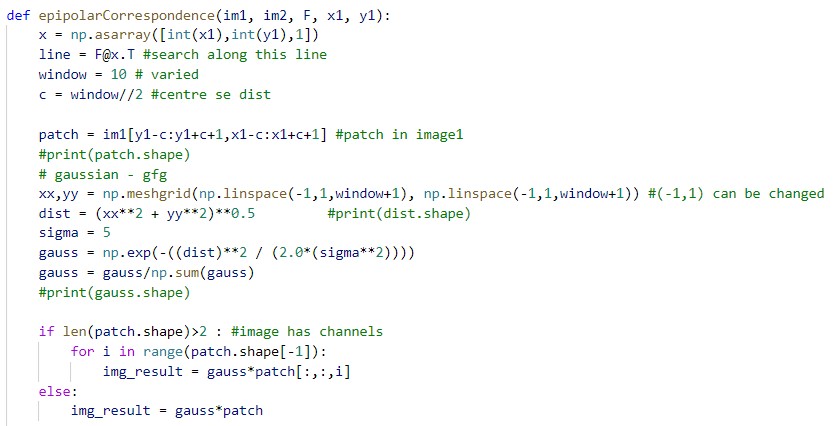 def epipolarCorrespondence(im1, im2, F, x1, y1):
    x = np.asarray([int(x1),int(y1),1])
    line = F@x.T #search along this line
    window = 10 # varied
    c = window//2 #centre se dist

    patch = im1[y1-c:y1+c+1,x1-c:x1+c+1] #patch in image1
    #print(patch.shape)
    # gaussian - gfg
    xx,yy = np.meshgrid(np.linspace(-1,1,window+1), np.linspace(-1,1,window+1)) #(-1,1) can be changed
    dist = (xx**2 + yy**2)**0.5         #print(dist.shape)
    sigma = 5
    gauss = np.exp(-((dist)**2 / (2.0*(sigma**2))))
    gauss = gauss/np.sum(gauss)
    #print(gauss.shape)

    if len(patch.shape)>2 : #image has channels
        for i in range(patch.shape[-1]):
            img_result = gauss*patch[:,:,i]
    else:
        img_result = gauss*patch